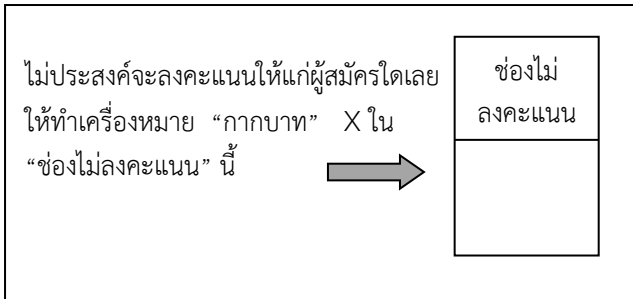 ไม่ประสงค์จะลงคะแนนให้แก่ผู้สมัครใดเลย
ให้ทำเครื่องหมาย “กากบาท” X ใน
“ช่องไม่ลงคะแนน” นี้
ช่องไม่
ลงคะแนน